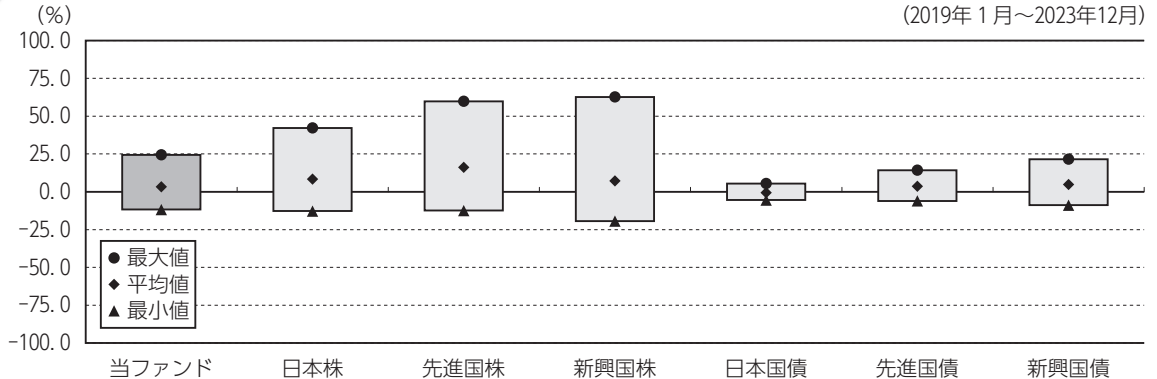 (%)
(2019年1月～2023年12月)
100.0
75.0
50.0
25.0
0.0
-25.0
-50.0
-75.0
-100.0
● 最大値
◆ 平均値
▲ 最小値
当ファンド 日本株 先進国株 新興国株 日本国債 先進国債 新興国債